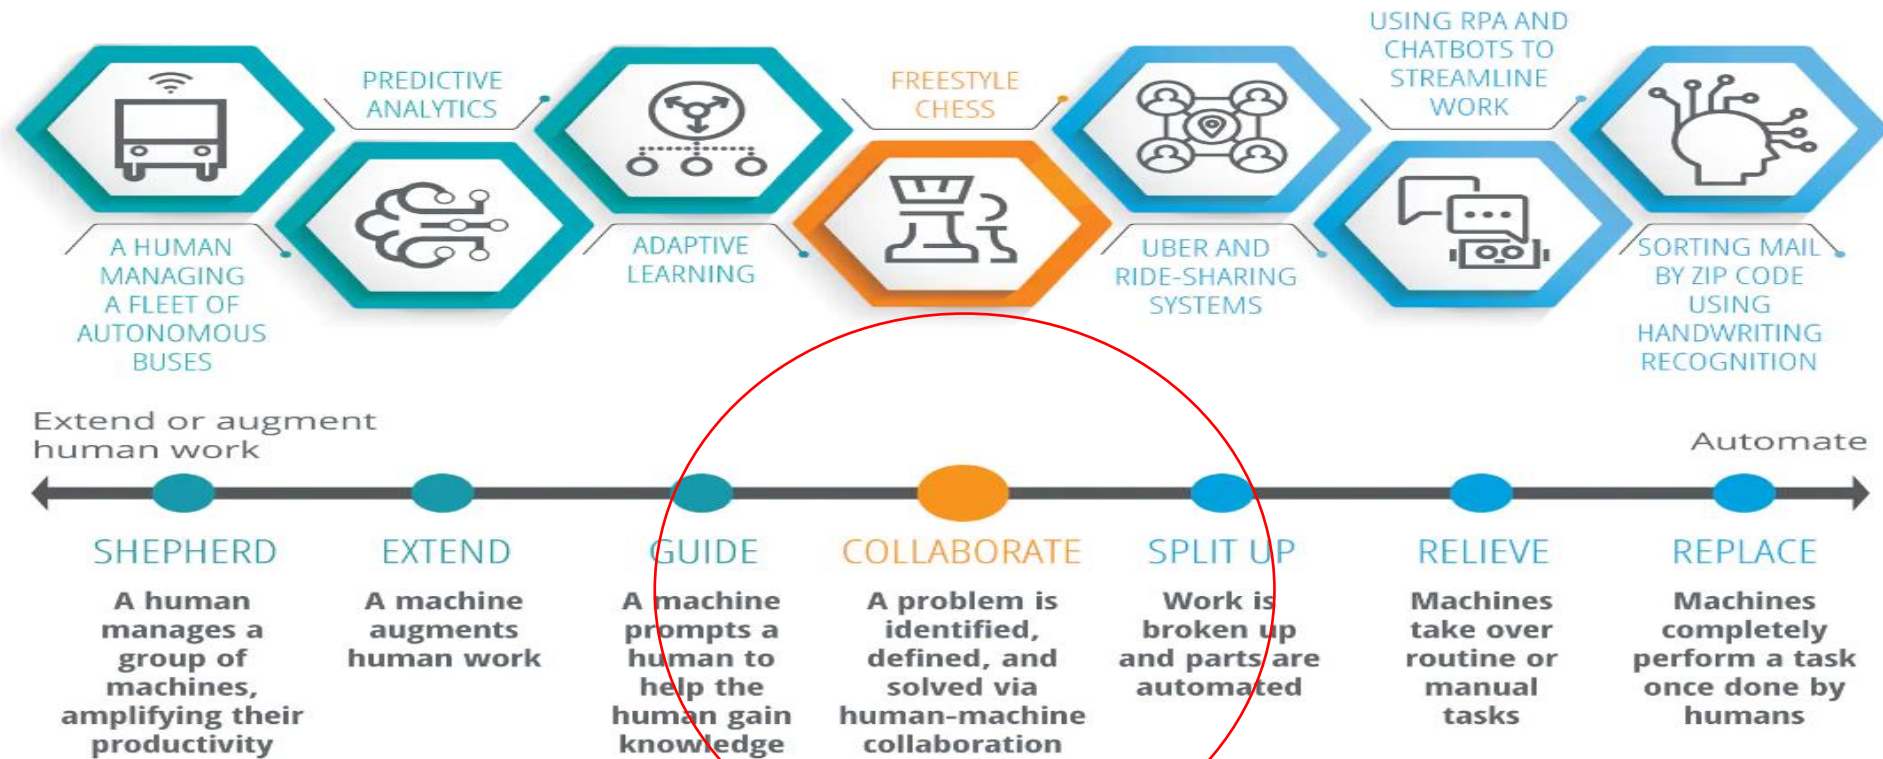 A HUMAN
MANAGING
A FLEET OF
AUTONOMOUS
BUSES
PREDICTIVE
ANALYTICS
ADAPTIVE
LEARNING
FREESTYLE
CHESS
UBER AND
RIDE-SHARING
SYSTEMS
USING RPA AND
CHATBOTS TO
STREAMLINE
WORK
SORTING MAIL
BY ZIP CODE
USING
HANDWRITING
RECOGNITION
Extend or augment
human work
Automate
SHEPHERD
A human
manages a
group of
machines,
amplifying their
productivity
EXTEND
A machine
augments
human work
GUIDE
A machine
prompts a
human to
help the
human gain
knowledge
COLLABORATE
A problem is
identified,
defined, and
solved via
human-machine
collaboration
SPLIT UP
Work is
broken up
and parts are
automated
RELIEVE
Machines
take over
routine or
manual
tasks
REPLACE
Machines
completely
perform a task
once done by
humans